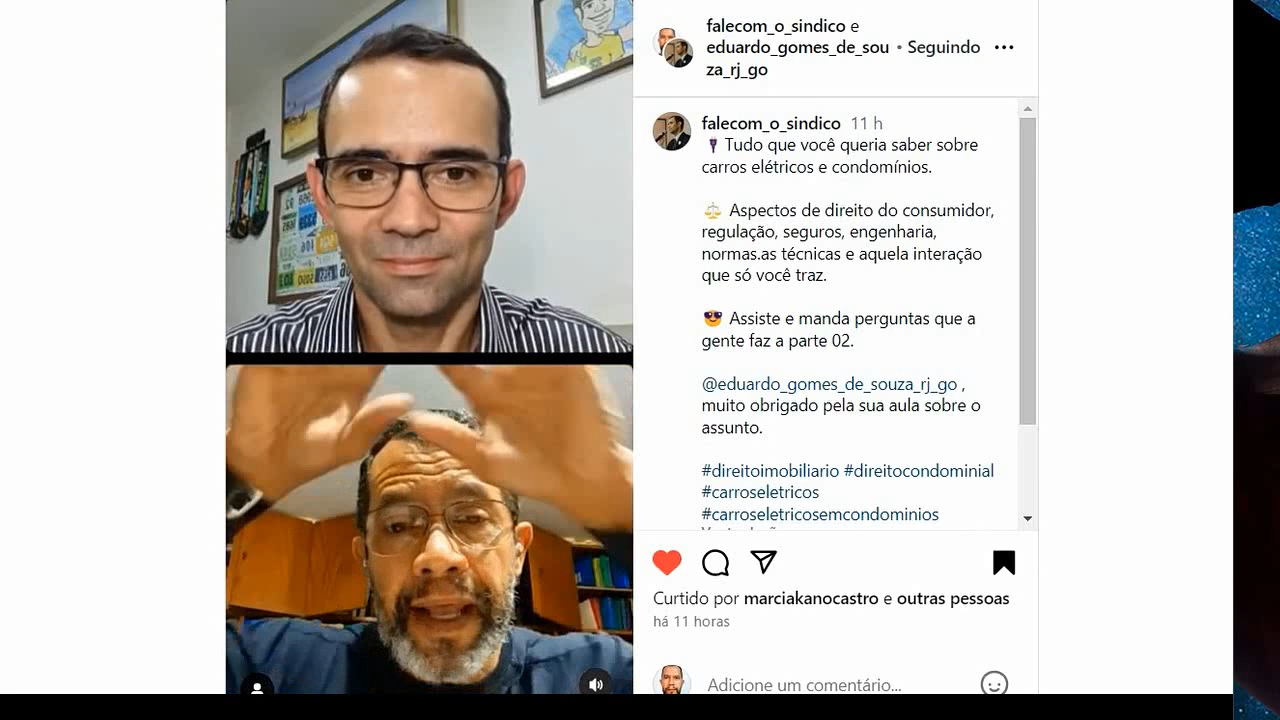 falecom_o_sindico e
eduardo_gomes_de_sou • Seguindo
za_rj_go
falecom_o_sindico 11 h
Tudo que você queria saber sobre
carros elétricos e condomínios.
Aspectos de direito do consumidor,
regulação, seguros, engenharia,
normas.as técnicas e aquela interação
que só você traz.
Assiste e manda perguntas que a
gente faz a parte 02.
@eduardo_gomes_de_souza_rj_go ,
muito obrigado pela sua aula sobre o
assunto.
#direitoimobiliario #direitocondominial
#carroseletricos
#carroseletricosemcondominios
Curtido por marciakanocastro e outras pessoas
há 11 horas
Adicione um comentário...